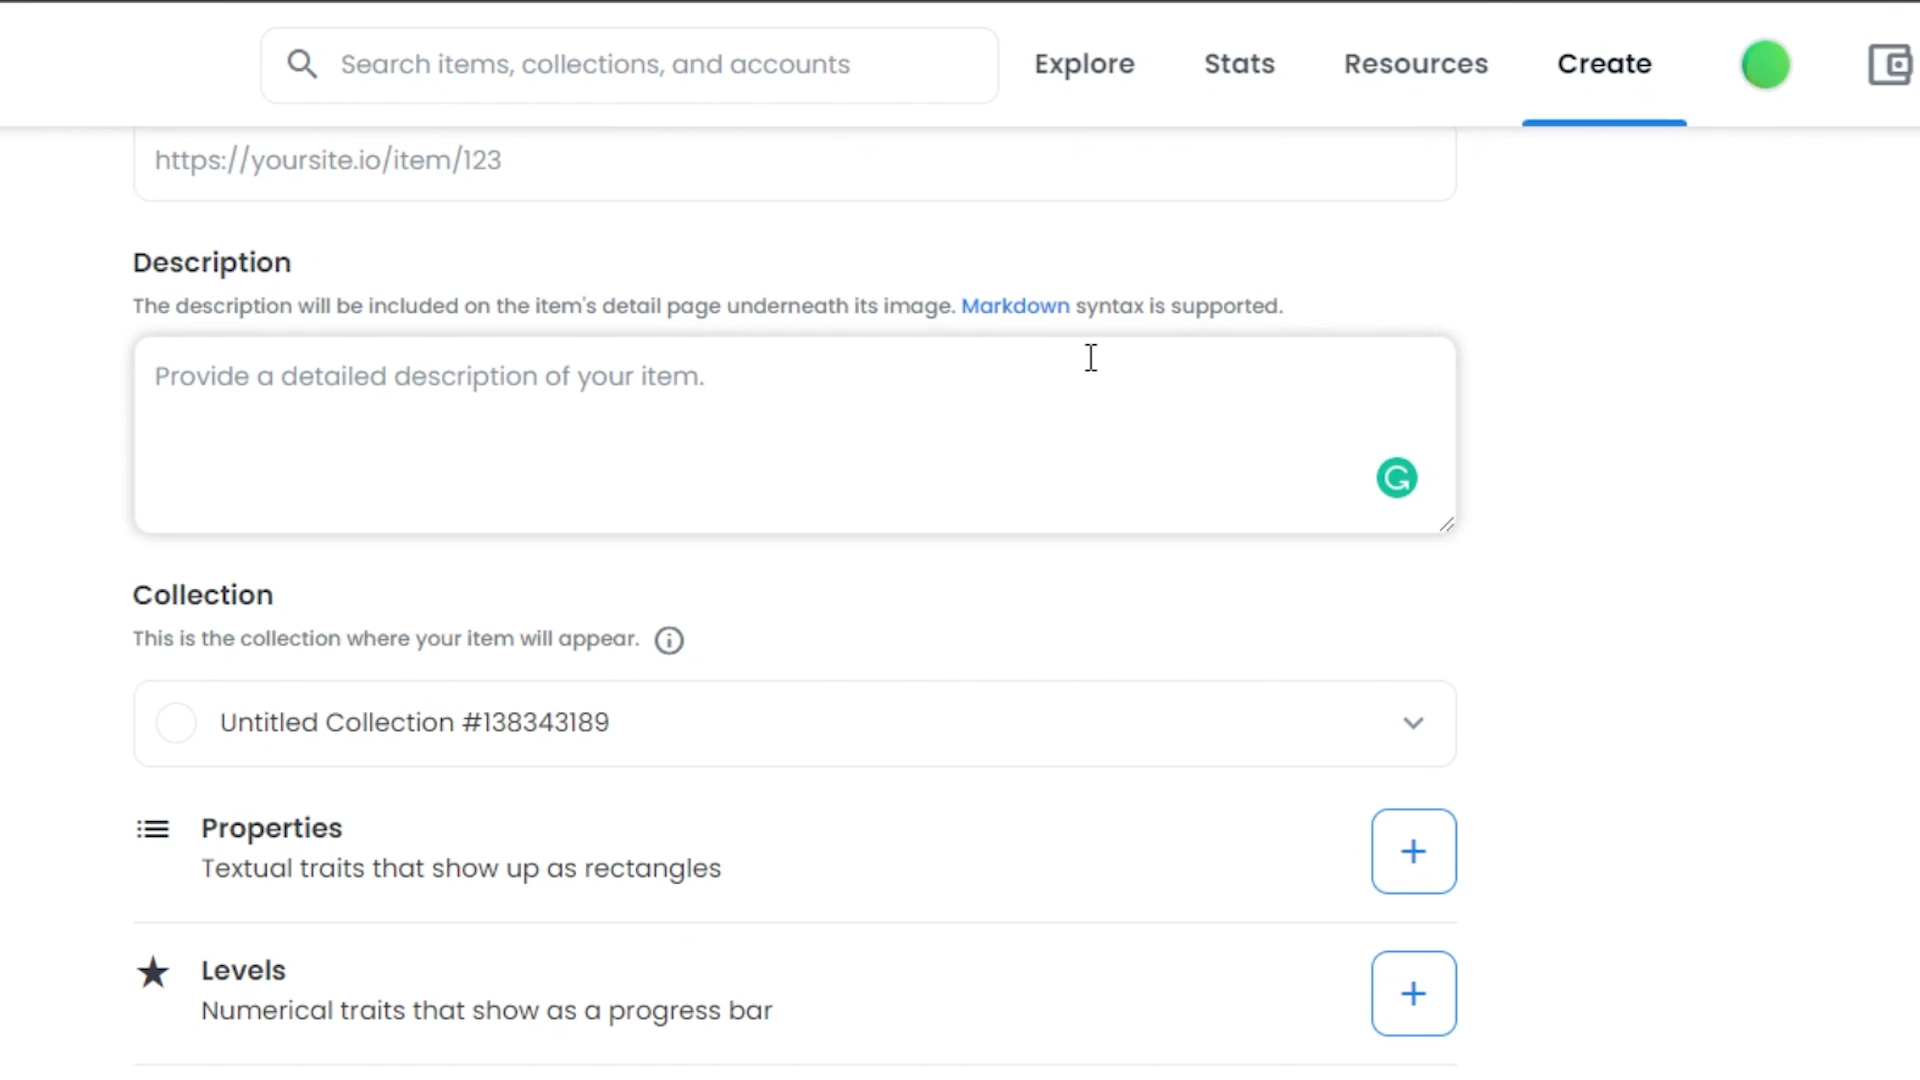 Search items, collections, and accounts
Explore
Stats
Resources
Create
https://yoursite.io/item/123
Description
The description will be included on the item's detail page underneath its image. Markdown syntax is supported.
Provide a detailed description of your item.
Collection
This is the collection where your item will appear.
Untitled Collection #138343189
Properties
Textual traits that show up as rectangles
+
Levels
Numerical traits that show as a progress bar
+